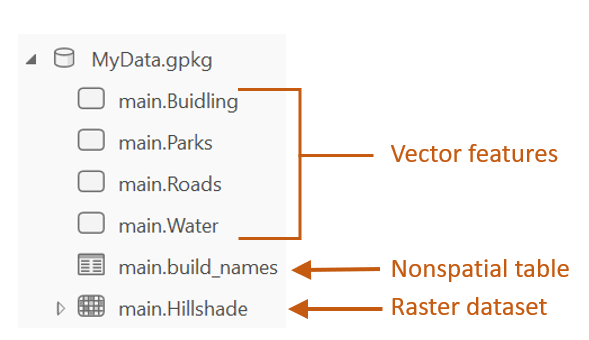 MyData.gpkg
main.Buidling
main.Parks
main.Roads
main.Water
main.build_names
main.Hillshade
Vector features
Nonspatial table
Raster dataset